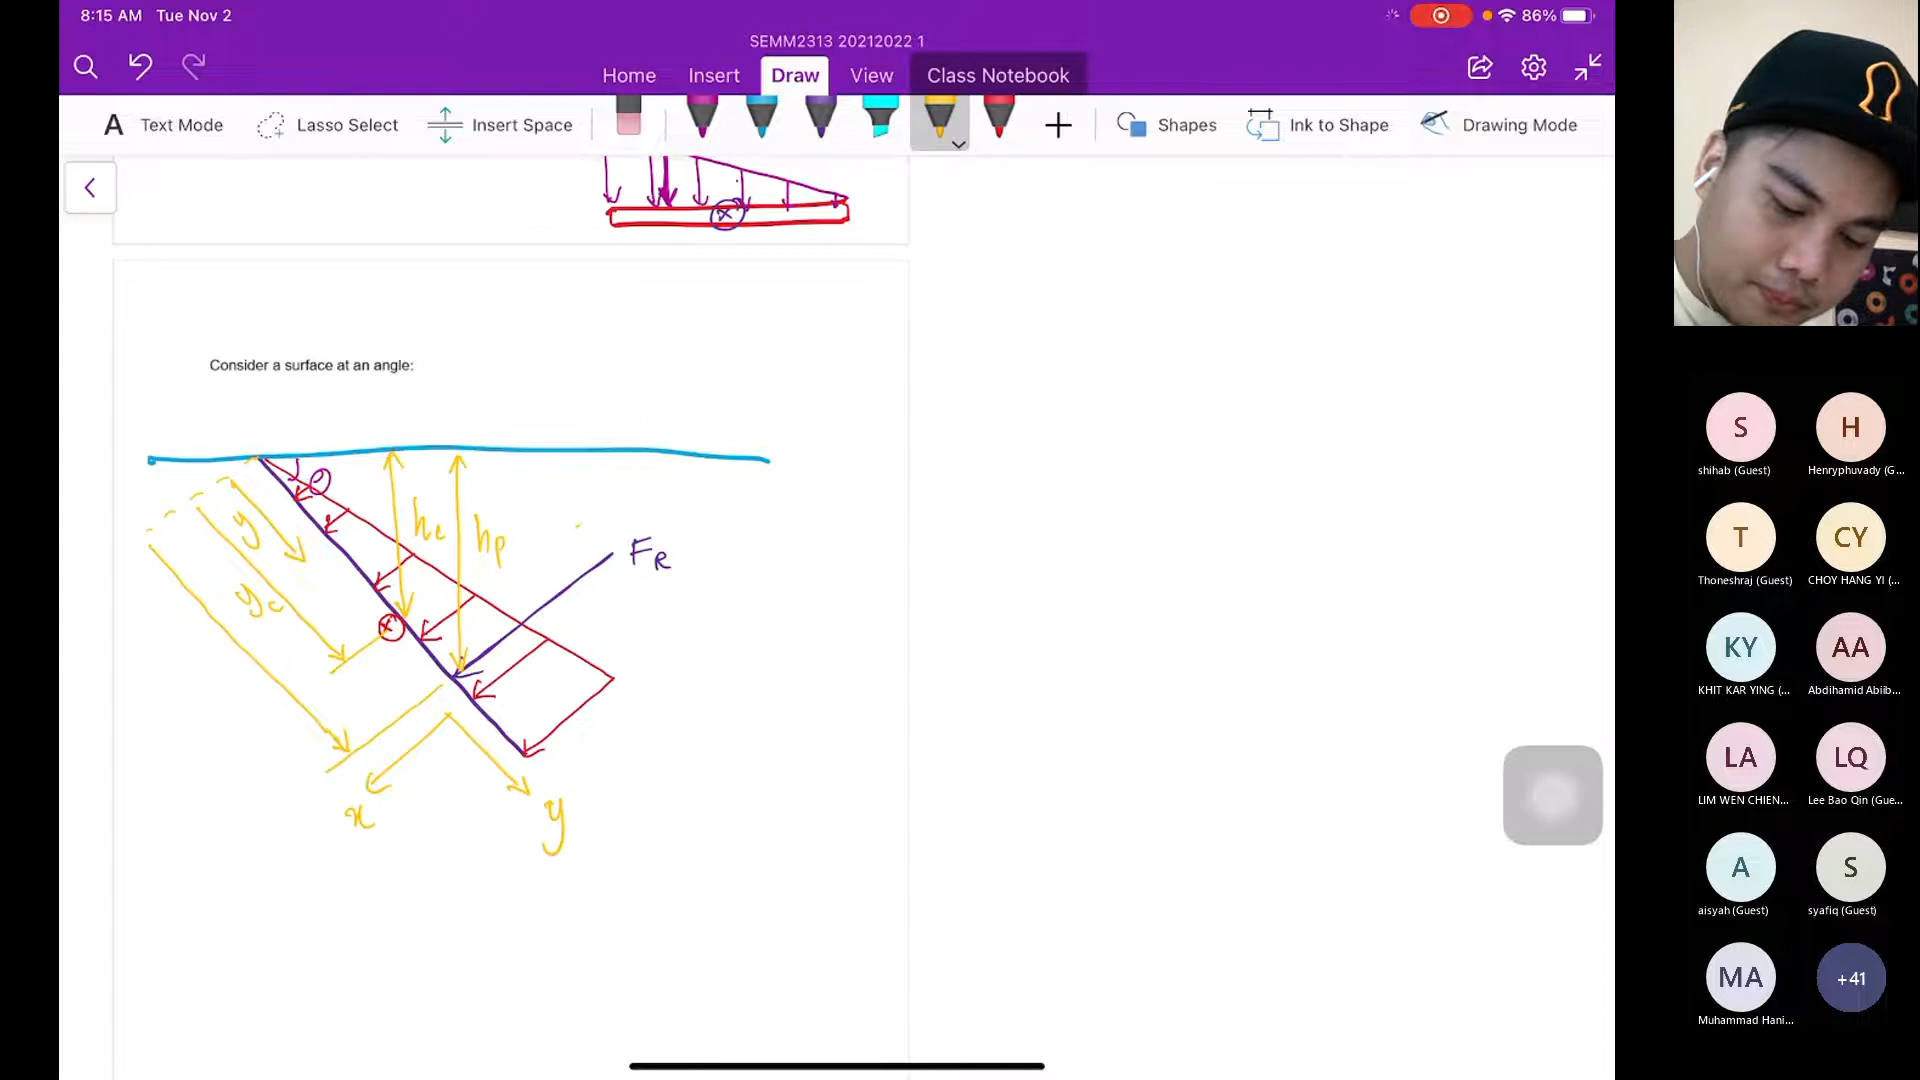 8:15 AM Tue Nov 2
86%
SEMM2313 20212022 1
Home Insert Draw View Class Notebook
A Text Mode Lasso Select Insert Space Shapes Ink to Shape Drawing Mode
x
Consider a surface at an angle:
θ
hc
hp
FR
y
yc
x
x
y
S H
shihab (Guest) Henryphuvady (G...
T CY
Thoneshraj (Guest) CHOY HANG YI (...
KY AA
KHIT KAR YING (... Abdihamid Abiib...
LA LQ
LIM WEN CHIEN... Lee Bao Qin (Gue...
A S
aisyah (Guest) syafiq (Guest)
MA +41
Muhammad Hani...